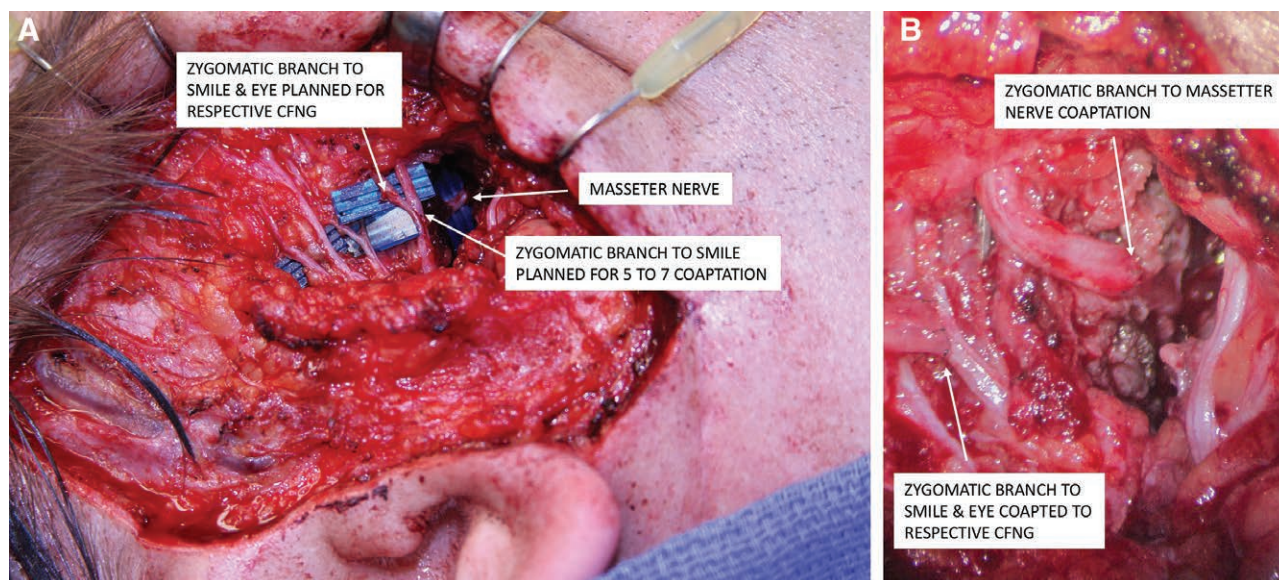 A
ZYGOMATIC BRANCH TO
SMILE & EYE PLANNED FOR
RESPECTIVE CFNG
MASSETER NERVE
ZYGOMATIC BRANCH TO SMILE
PLANNED FOR 5 TO 7 COAPTATION
B
ZYGOMATIC BRANCH TO MASSETTER
NERVE COAPTATION
ZYGOMATIC BRANCH TO
SMILE & EYE COAPTED TO
RESPECTIVE CFNG